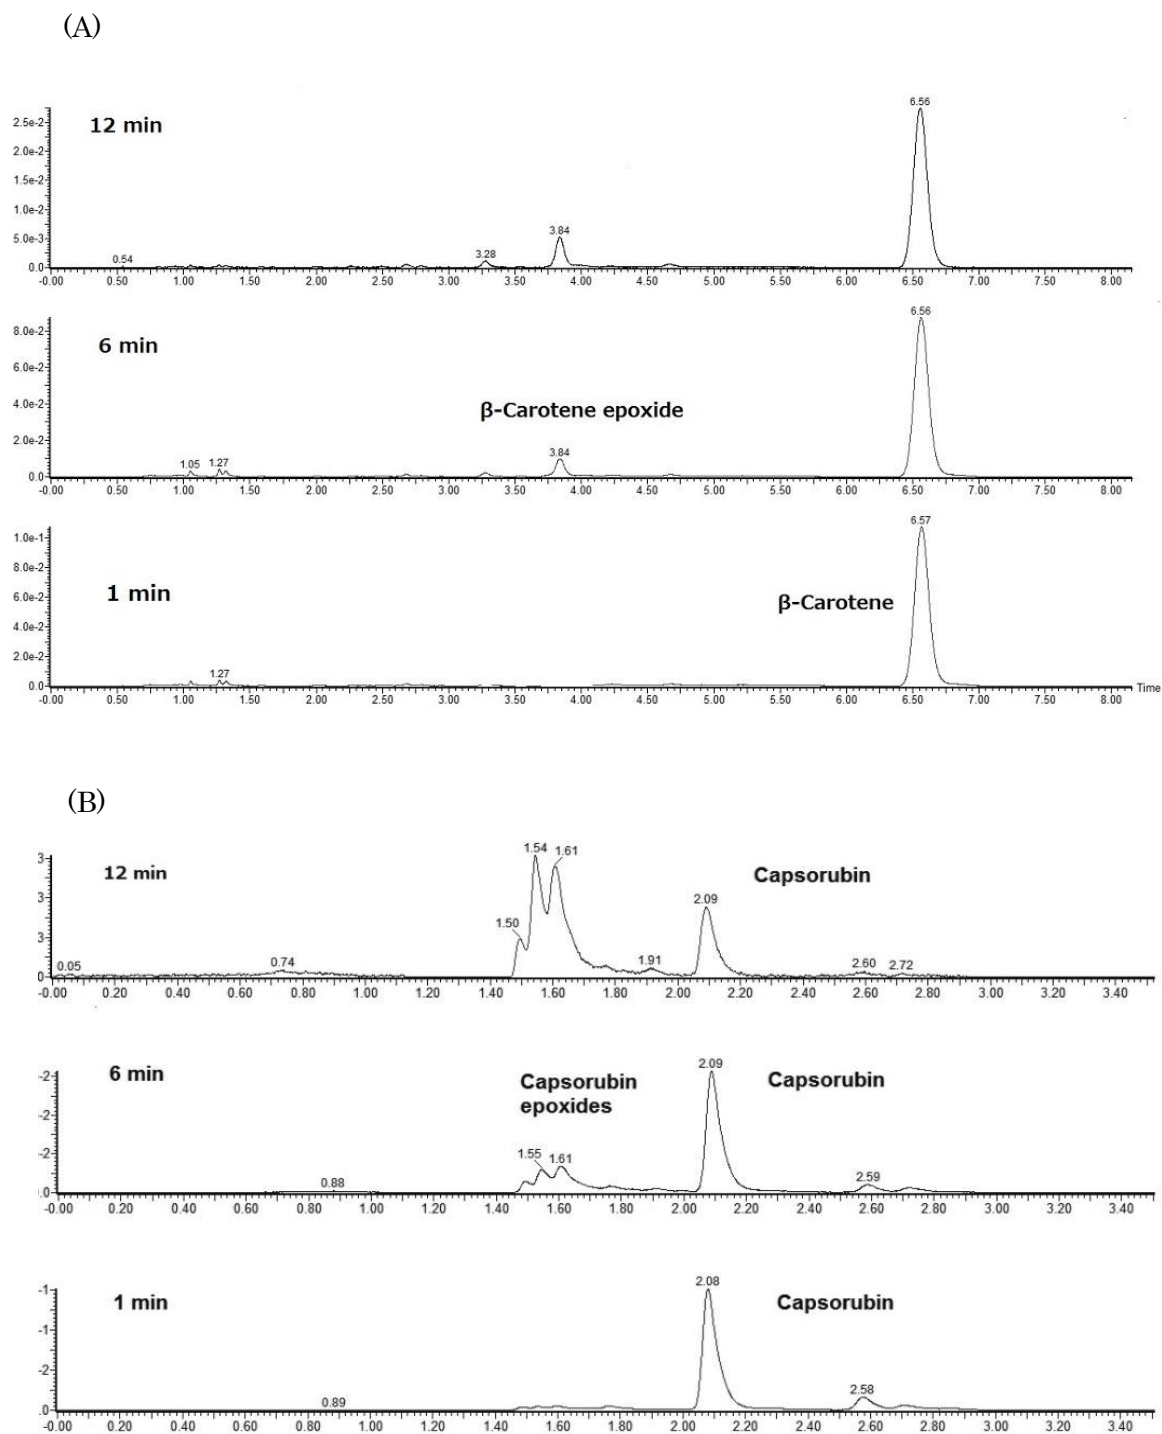 (A)
12 min
6.56
2.5e-2
2.0e-2
1.5e-2
1.0e-2
5.0e-3
0.0
0.54
3.28
3.84
-0.00 0.50 1.00 1.50 2.00 2.50 3.00 3.50 4.00 4.50 5.00 5.50 6.00 6.50 7.00 7.50 8.00
6 min
6.56
8.0e-2
6.0e-2
4.0e-2
2.0e-2
0.0
β-Carotene epoxide
1.05 1.27
3.84
-0.00 0.50 1.00 1.50 2.00 2.50 3.00 3.50 4.00 4.50 5.00 5.50 6.00 6.50 7.00 7.50 8.00
1 min
6.57
1.0e-1
8.0e-2
6.0e-2
4.0e-2
2.0e-2
0.0
β-Carotene
1.27
Time
-0.00 0.50 1.00 1.50 2.00 2.50 3.00 3.50 4.00 4.50 5.00 5.50 6.00 6.50 7.00 7.50 8.00
(B)
12 min
3
3
3
0
1.54 1.61
Capsorubin
2.09
1.50
0.05
0.74
1.91
2.60 2.72
-0.00 0.20 0.40 0.60 0.80 1.00 1.20 1.40 1.60 1.80 2.00 2.20 2.40 2.60 2.80 3.00 3.20 3.40
6 min
2.09
-2
-2
-2
.0
Capsorubin
epoxides
Capsorubin
1.55 1.61
0.88
2.59
-0.00 0.20 0.40 0.60 0.80 1.00 1.20 1.40 1.60 1.80 2.00 2.20 2.40 2.60 2.80 3.00 3.20 3.40
1 min
2.08
-1
-1
-2
.0
Capsorubin
0.89
2.58
-0.00 0.20 0.40 0.60 0.80 1.00 1.20 1.40 1.60 1.80 2.00 2.20 2.40 2.60 2.80 3.00 3.20 3.40